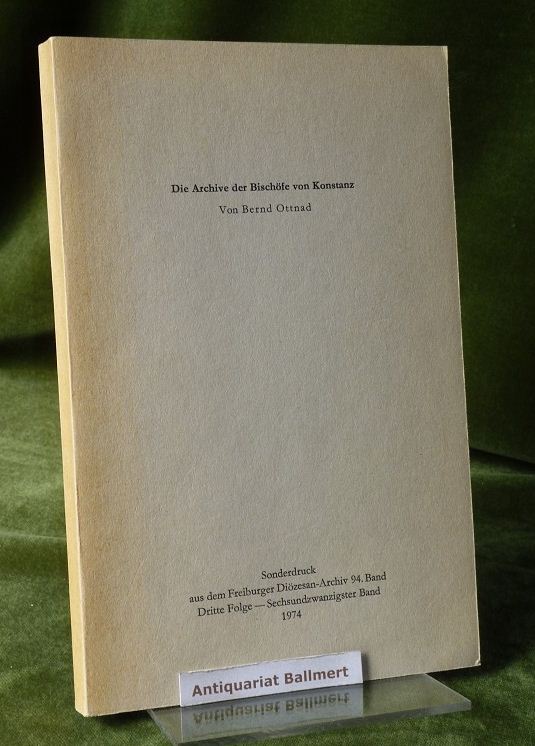 Die Archive der Bischöfe von Konstanz
Von Bernd Ottnad
Sonderdruck
aus dem Freiburger Diözesan-Archiv 94. Band
Dritte Folge — Sechsundzwanzigster Band
1974
Antiquariat Ballmert